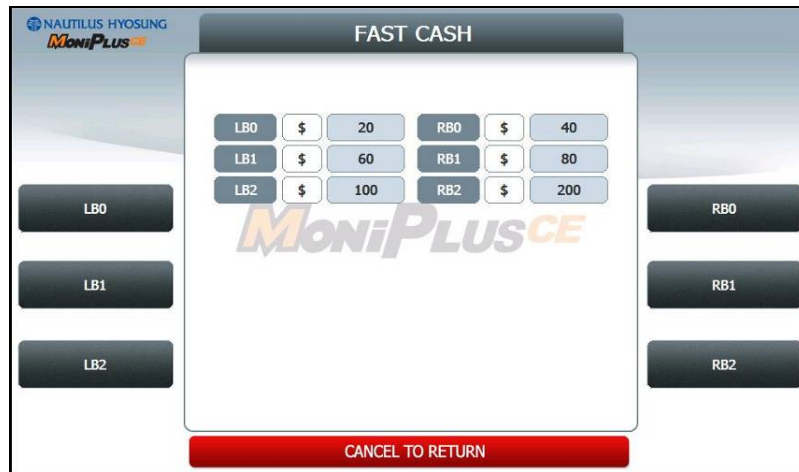 NAUTILUS HYOSUNG
MoniPlusCE
FAST CASH
LB0 $ 20 RB0 $ 40
LB1 $ 60 RB1 $ 80
LB2 $ 100 RB2 $ 200
MoniPlusCE
LB0
RB0
LB1
RB1
LB2
RB2
CANCEL TO RETURN